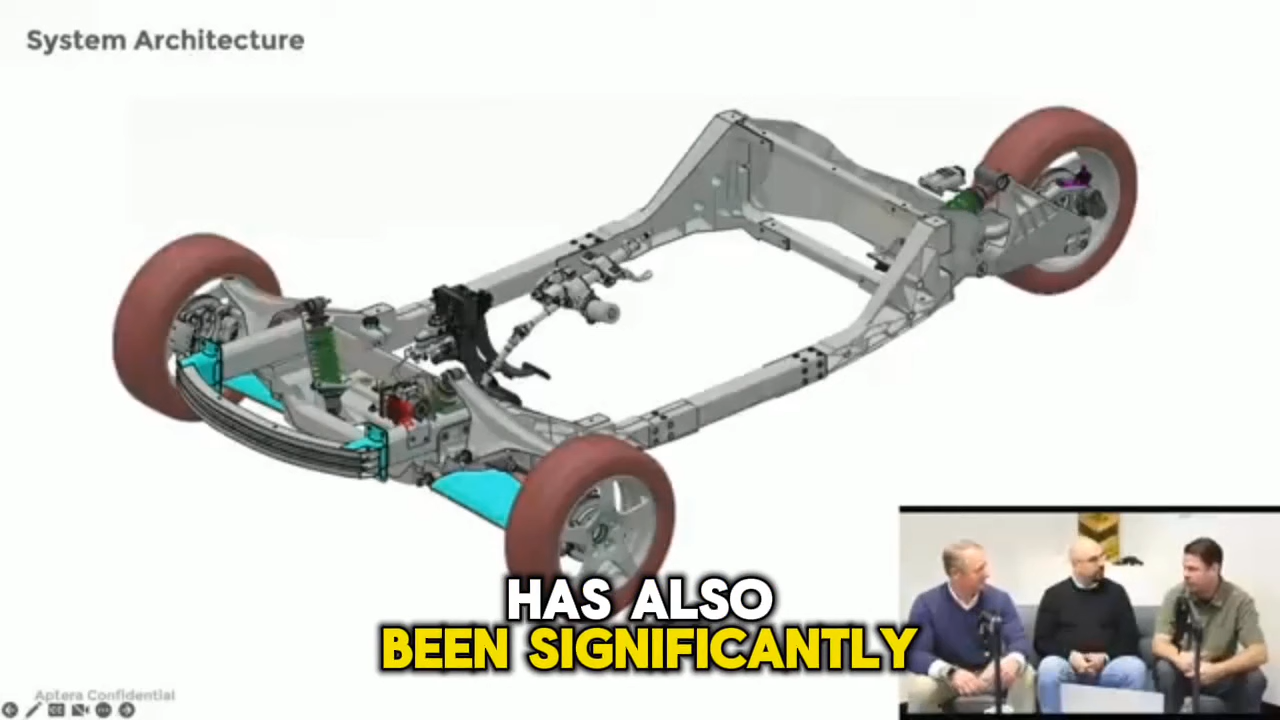 System Architecture
HAS ALSO
BEEN SIGNIFICANTLY
Aptera Confidential